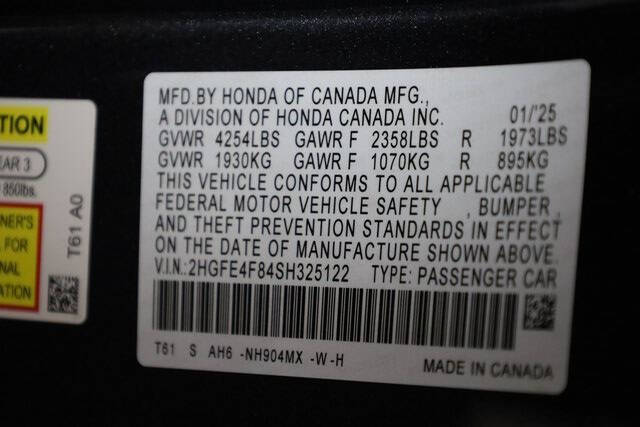 TION
EAR 3
850lbs.
NER'S
FOR
NAL
ATION
T61 A0
MFD.BY HONDA OF CANADA MFG.,
A DIVISION OF HONDA CANADA INC. 01/'25
GVWR 4254LBS GAWR F 2358LBS R 1973LBS
GVWR 1930KG GAWR F 1070KG R 895KG
THIS VEHICLE CONFORMS TO ALL APPLICABLE
FEDERAL MOTOR VEHICLE SAFETY , BUMPER ,
AND THEFT PREVENTION STANDARDS IN EFFECT
ON THE DATE OF MANUFACTURE SHOWN ABOVE.
V.I.N.:2HGFE4F84SH325122 TYPE: PASSENGER CAR
T61 S AH6 -NH904MX -W-H
MADE IN CANADA